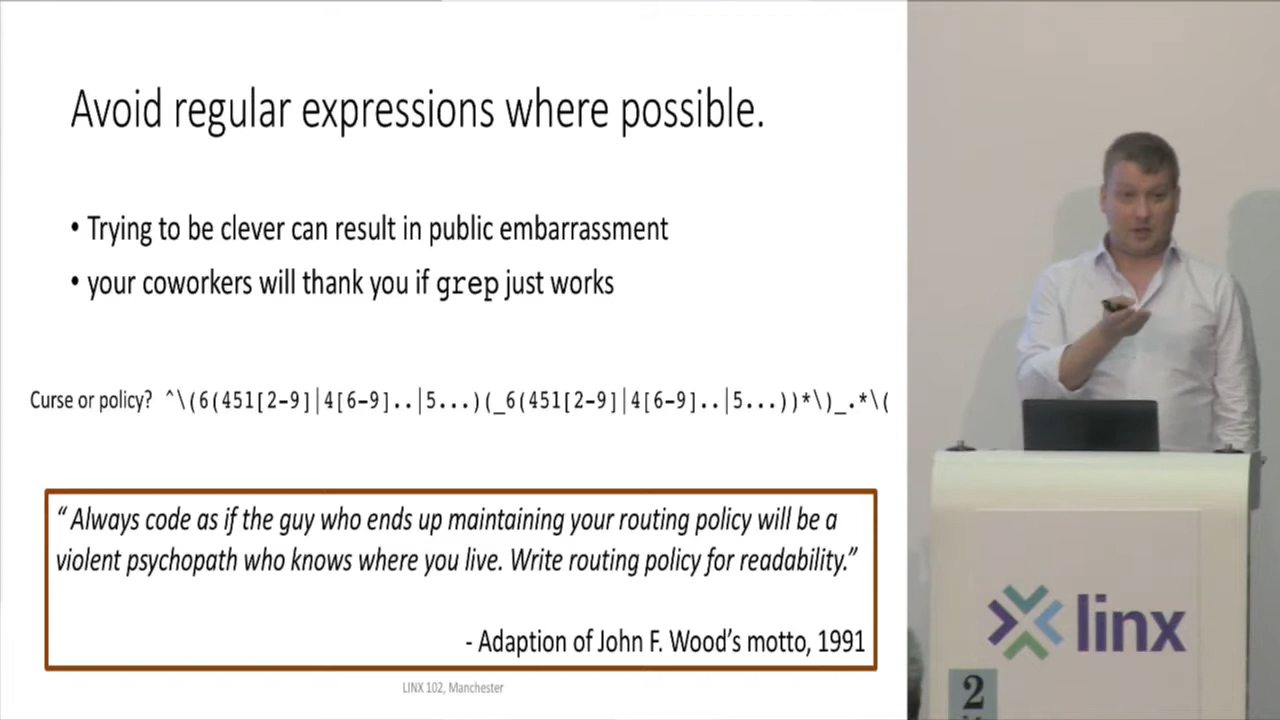 Avoid regular expressions where possible.
• Trying to be clever can result in public embarrassment
• your coworkers will thank you if grep just works
Curse or policy? ^\(6(451[2-9]|4[6-9]..|5...)(_6(451[2-9]|4[6-9]..|5...))*\)_.*\(
“ Always code as if the guy who ends up maintaining your routing policy will be a
violent psychopath who knows where you live. Write routing policy for readability.”
- Adaption of John F. Wood’s motto, 1991
LINX 102, Manchester
linx
2